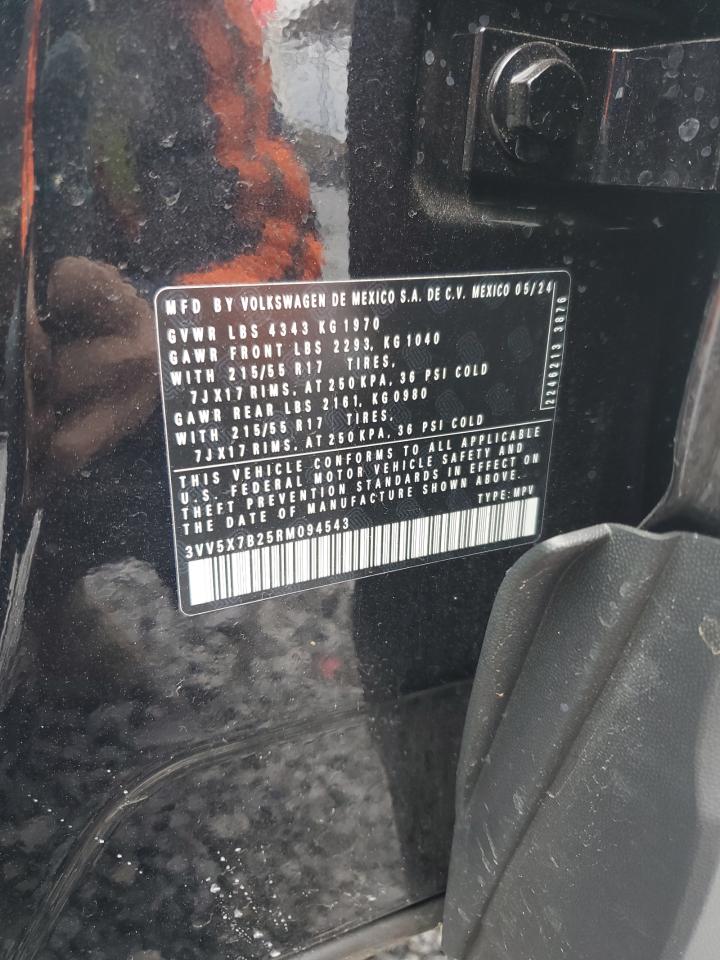 MFD BY VOLKSWAGEN DE MEXICO S.A. DE C.V. MEXICO 05/24
GVWR LBS 4343 KG 1970
GAWR FRONT LBS 2293, KG 1040
WITH 215/55 R17 TIRES,
7JX17 RIMS, AT 250 KPA, 36 PSI COLD
GAWR REAR LBS 2161, KG 0980
WITH 215/55 R17 TIRES,
7JX17 RIMS, AT 250 KPA, 36 PSI COLD
2246213 3876
THIS VEHICLE CONFORMS TO ALL APPLICABLE
U.S. FEDERAL MOTOR VEHICLE SAFETY AND
THEFT PREVENTION STANDARDS IN EFFECT ON
THE DATE OF MANUFACTURE SHOWN ABOVE.
3VV5X7B25RM094543 TYPE: MPV